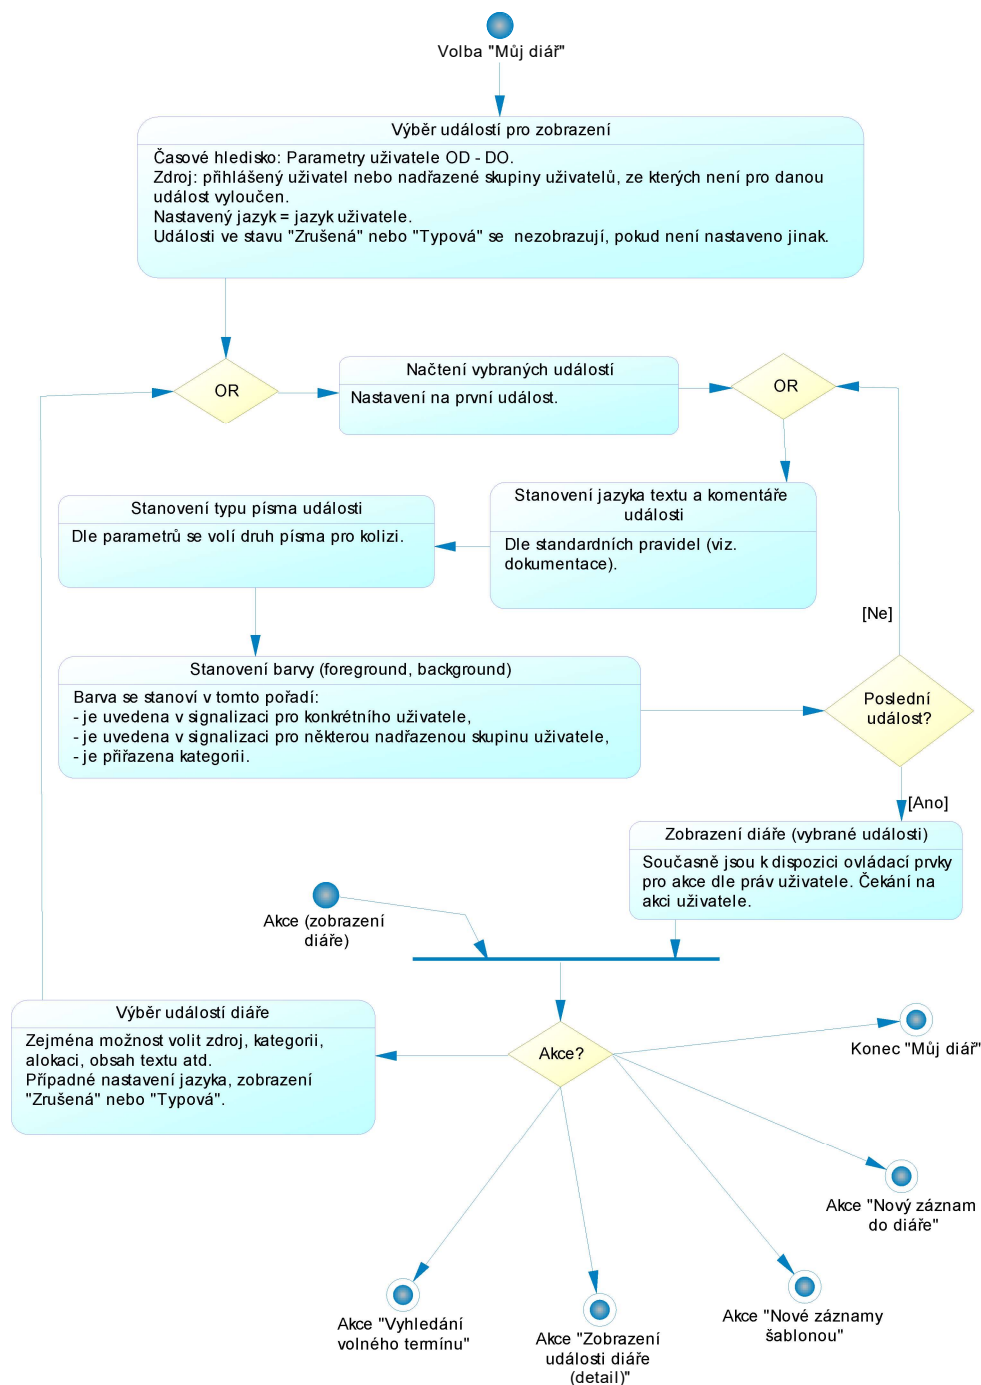 Volba "Můj diář"
Výběr událostí pro zobrazení
Časové hledisko: Parametry uživatele OD - DO.
Zdroj: přihlášený uživatel nebo nadřazené skupiny uživatelů, ze kterých není pro danou
událost vyloučen.
Nastavený jazyk = jazyk uživatele.
Události ve stavu "Zrušená" nebo "Typová" se  nezobrazují, pokud není nastaveno jinak.
OR
Načtení vybraných událostí
Nastavení na první událost.
OR
Stanovení jazyka textu a komentáře
události
Dle standardních pravidel (viz.
dokumentace).
Stanovení typu písma události
Dle parametrů se volí druh písma pro kolizi.
[Ne]
Stanovení barvy (foreground, background)
Barva se stanoví v tomto pořadí:
- je uvedena v signalizaci pro konkrétního uživatele,
- je uvedena v signalizaci pro některou nadřazenou skupinu uživatele,
- je přiřazena kategorii.
Poslední
událost?
[Ano]
Zobrazení diáře (vybrané události)
Současně jsou k dispozici ovládací prvky
pro akce dle práv uživatele. Čekání na
akci uživatele.
Akce (zobrazení
diáře)
Výběr událostí diáře
Zejména možnost volit zdroj, kategorii,
alokaci, obsah textu atd.
Případné nastavení jazyka, zobrazení
"Zrušená" nebo "Typová".
Akce?
Konec "Můj diář"
Akce "Nový záznam
do diáře"
Akce "Nové záznamy
šablonou"
Akce "Zobrazení
události diáře
(detail)"
Akce "Vyhledání
volného termínu"